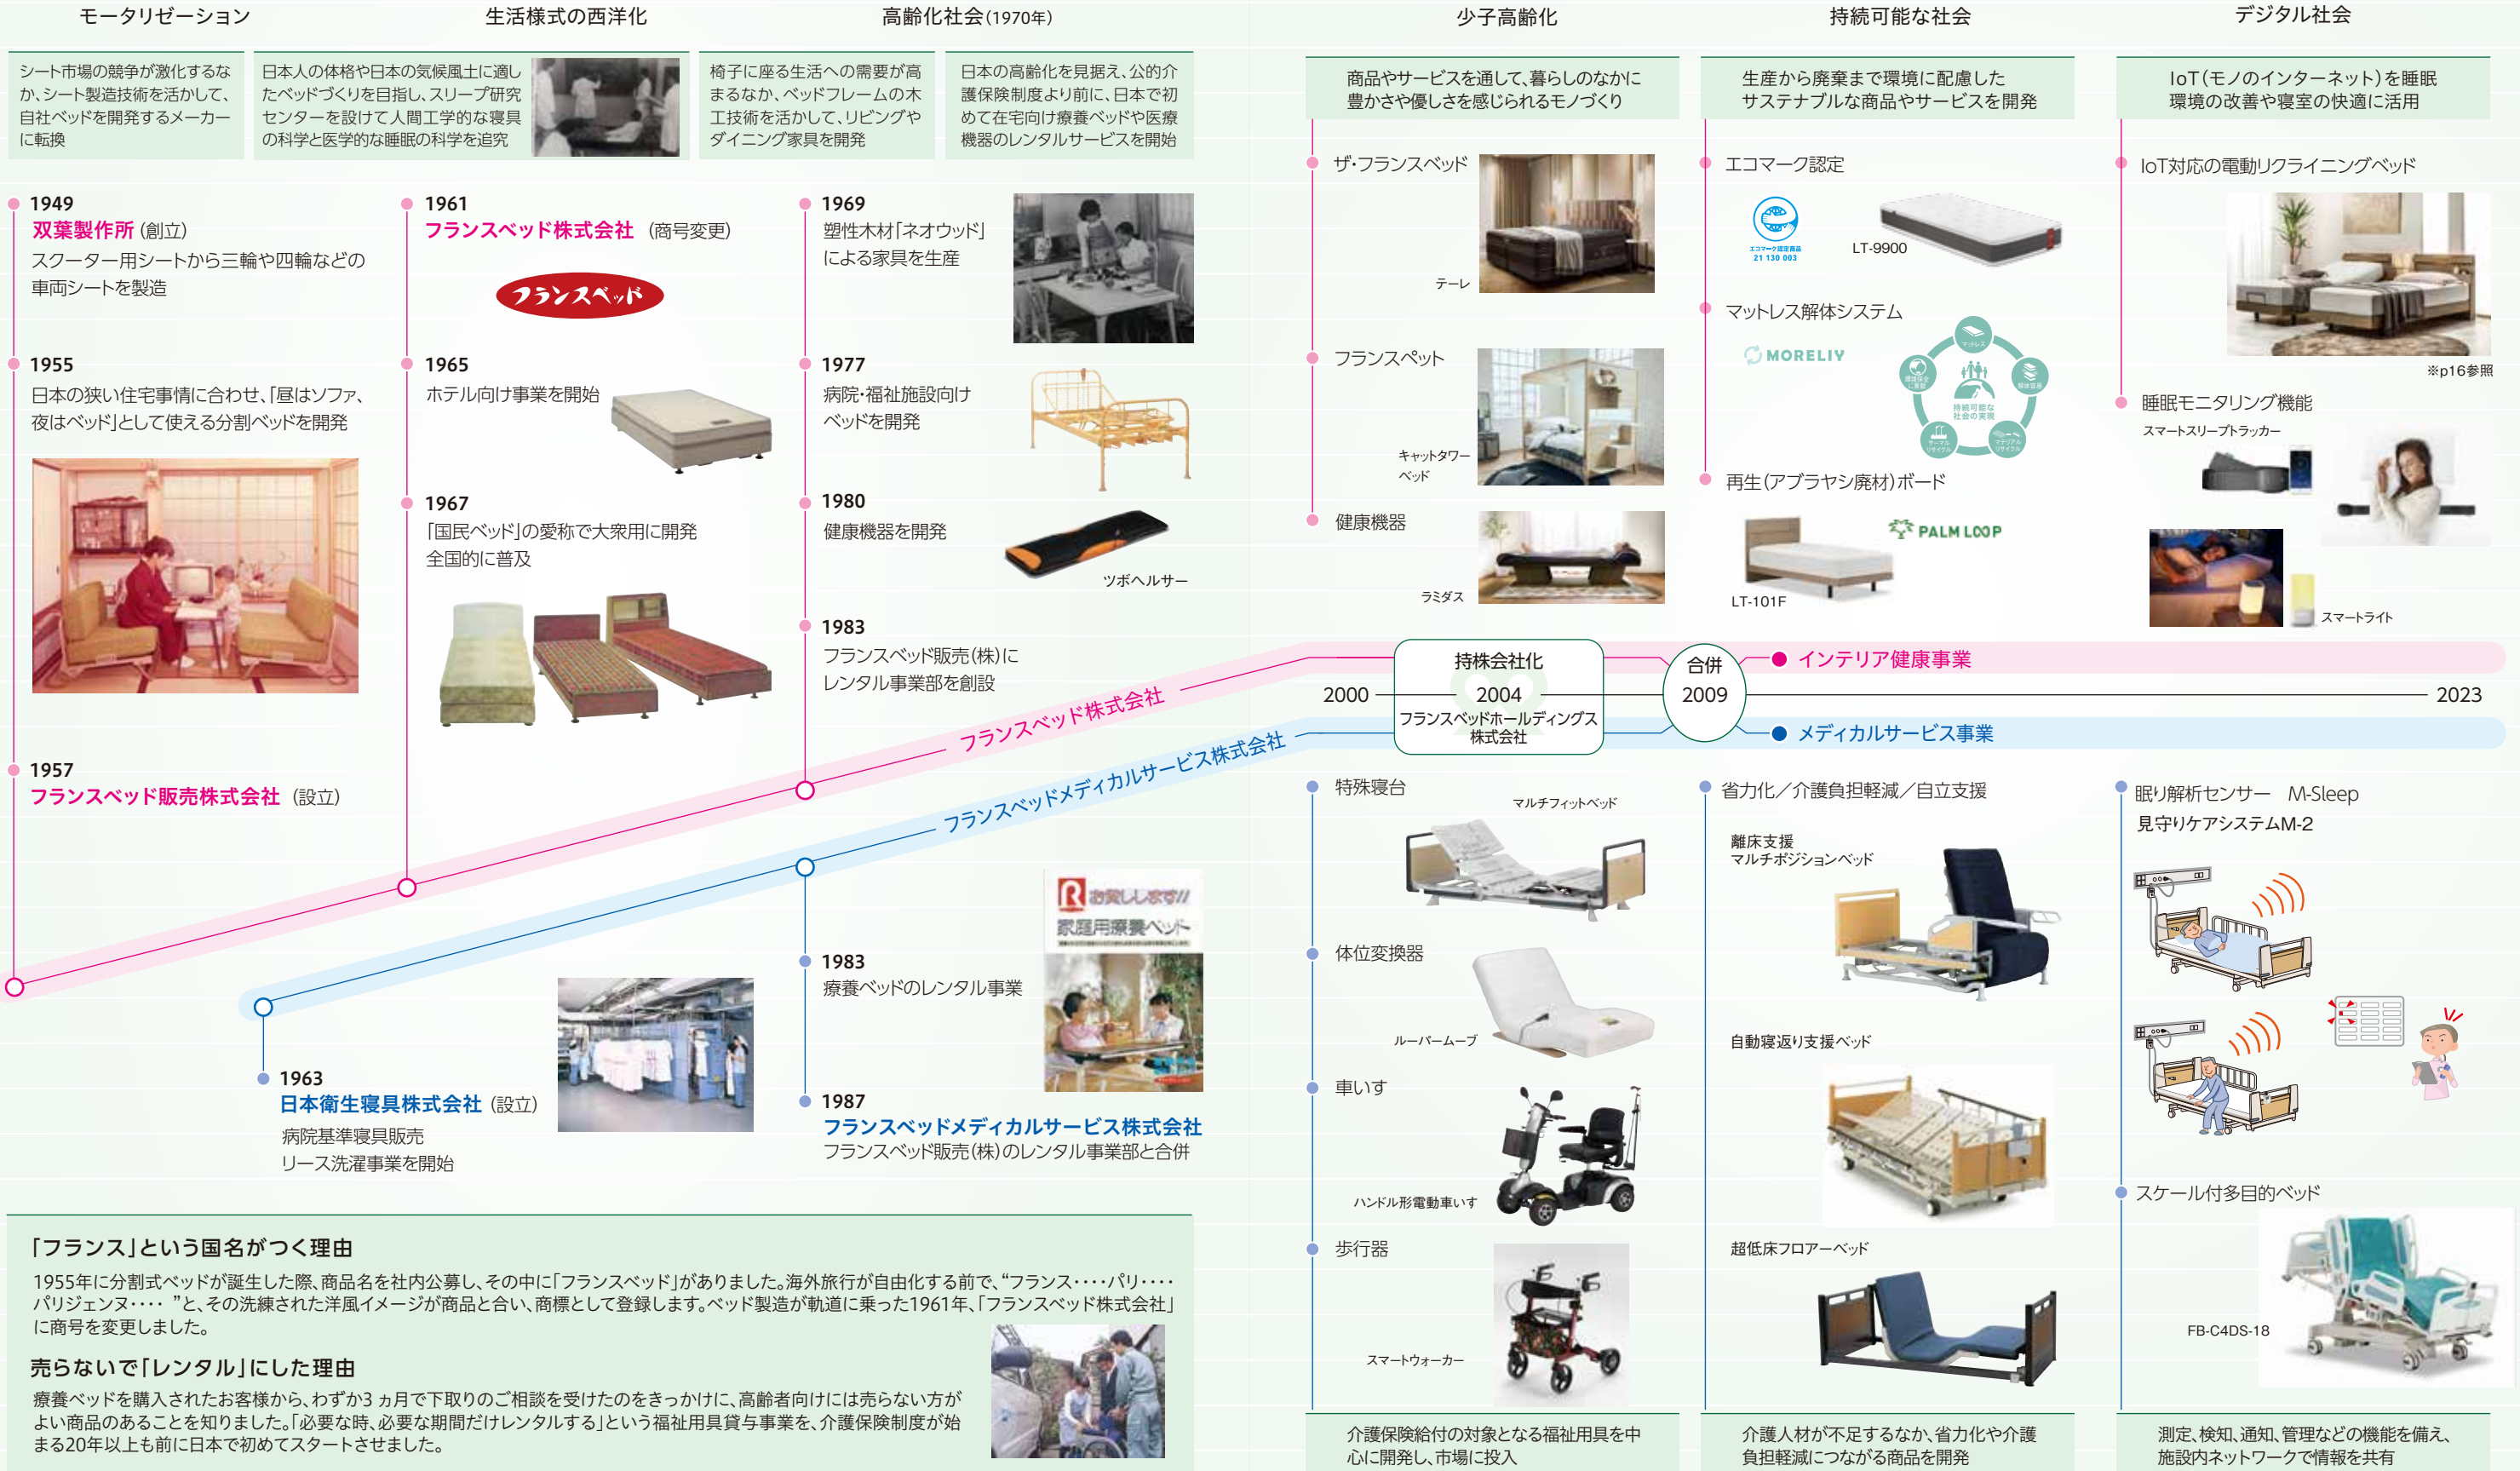 モータリゼーション
生活様式の西洋化
高齢化社会(1970年)
少子高齢化
持続可能な社会
デジタル社会
シート市場の競争が激化するな
か、シート製造技術を活かして、
自社ベッドを開発するメーカー
に転換
日本人の体格や日本の気候風土に適し
たベッドづくりを目指し、スリープ研究
センターを設けて人間工学的な寝具
の科学と医学的な睡眠の科学を追究
椅子に座る生活への需要が高
まるなか、ベッドフレームの木
工技術を活かして、リビングや
ダイニング家具を開発
日本の高齢化を見据え、公的介
護保険制度より前に、日本で初
めて在宅向け療養ベッドや医療
機器のレンタルサービスを開始
商品やサービスを通して、暮らしのなかに
豊かさや優しさを感じられるモノづくり
生産から廃棄まで環境に配慮した
サステナブルな商品やサービスを開発
IoT(モノのインターネット)を睡眠
環境の改善や寝室の快適に活用
1949
双葉製作所 (創立)
スクーター用シートから三輪や四輪などの
車両シートを製造
1955
日本の狭い住宅事情に合わせ、「昼はソファ、
夜はベッド」として使える分割ベッドを開発
1957
フランスベッド販売株式会社 (設立)
1961
フランスベッド株式会社 (商号変更)
フランスベッド
1965
ホテル向け事業を開始
1967
「国民ベッド」の愛称で大衆用に開発
全国的に普及
1969
塑性木材「ネオウッド」
による家具を生産
1977
病院・福祉施設向け
ベッドを開発
1980
健康機器を開発
ツボヘルサー
1983
フランスベッド販売(株)に
レンタル事業部を創設
フランスベッド株式会社
フランスベッドメディカルサービス株式会社
1963
日本衛生寝具株式会社 (設立)
病院基準寝具販売
リース洗濯事業を開始
1983
療養ベッドのレンタル事業
R お貸しします!!
家庭用療養ベッド
1987
フランスベッドメディカルサービス株式会社
フランスベッド販売(株)のレンタル事業部と合併
ザ・フランスベッド
テーレ
フランスペット
キャットタワー
ベッド
健康機器
ラミダス
エコマーク認定
エコマーク認定商品
21 130 003
LT-9900
マットレス解体システム
MORELIY
マットレス
解体容易
マテリアル
リサイクル
サーマル
リサイクル
環境保全
に貢献
持続可能な
社会の実現
再生(アブラヤシ廃材)ボード
PALM LOOP
LT-101F
IoT対応の電動リクライニングベッド
※p16参照
睡眠モニタリング機能
スマートスリープトラッカー
スマートライト
2000
持株会社化
2004
フランスベッドホールディングス
株式会社
合併
2009
インテリア健康事業
2023
メディカルサービス事業
特殊寝台
マルチフィットベッド
体位変換器
ルーパームーブ
車いす
ハンドル形電動車いす
歩行器
スマートウォーカー
介護保険給付の対象となる福祉用具を中
心に開発し、市場に投入
省力化／介護負担軽減／自立支援
離床支援
マルチポジションベッド
自動寝返り支援ベッド
超低床フロアーベッド
介護人材が不足するなか、省力化や介護
負担軽減につながる商品を開発
眠り解析センサー　M-Sleep
見守りケアシステムM-2
スケール付多目的ベッド
FB-C4DS-18
測定、検知、通知、管理などの機能を備え、
施設内ネットワークで情報を共有
「フランス」という国名がつく理由
1955年に分割式ベッドが誕生した際、商品名を社内公募し、その中に「フランスベッド」がありました。海外旅行が自由化する前で、“フランス・・・・パリ・・・・
パリジェンヌ・・・・ ”と、その洗練された洋風イメージが商品と合い、商標として登録します。ベッド製造が軌道に乗った1961年、「フランスベッド株式会社」
に商号を変更しました。
売らないで「レンタル」にした理由
療養ベッドを購入されたお客様から、わずか3 ヵ月で下取りのご相談を受けたのをきっかけに、高齢者向けには売らない方が
よい商品のあることを知りました。「必要な時、必要な期間だけレンタルする」という福祉用具貸与事業を、介護保険制度が始
まる20年以上も前に日本で初めてスタートさせました。